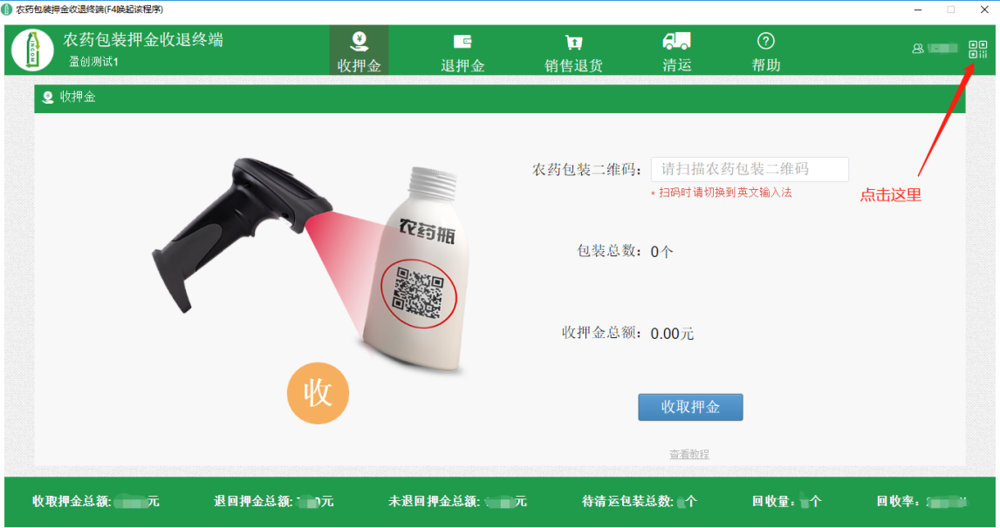 农药包装押金收退终端(F4唤起该程序)
农药包装押金收退终端
盈创测试1
INCOM
收押金
退押金
销售退货
清运
帮助
收押金
农药包装二维码：
请扫描农药包装二维码
* 扫码时请切换到英文输入法
点击这里
农药瓶
包装总数：0个
收押金总额：0.00元
收
收取押金
查看教程
收取押金总额: 元
退回押金总额: 元
未退回押金总额: 元
待清运包装总数: 个
回收量: 个
回收率: